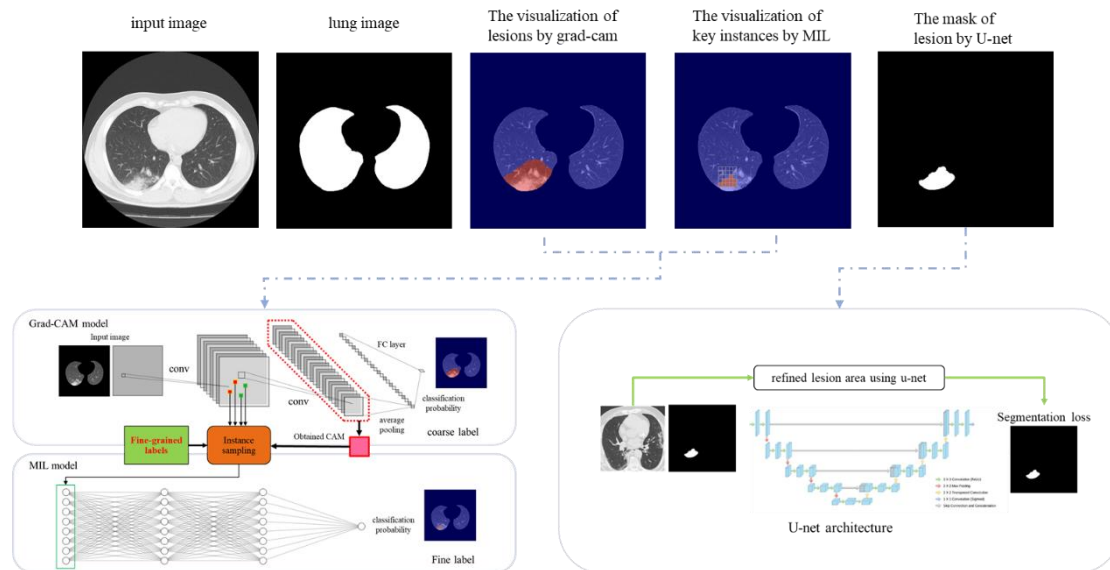 input image
lung image
The visualization of
lesions by grad-cam
The visualization of
key instances by MIL
The mask of
lesion by U-net
Grad-CAM model
Input image
conv
conv
FC layer
average
pooling
classification
probability
coarse label
Fine-grained
labels
Instance
sampling
Obtained CAM
MIL model
classification
probability
Fine label
refined lesion area using u-net
Segmentation loss
U-net architecture